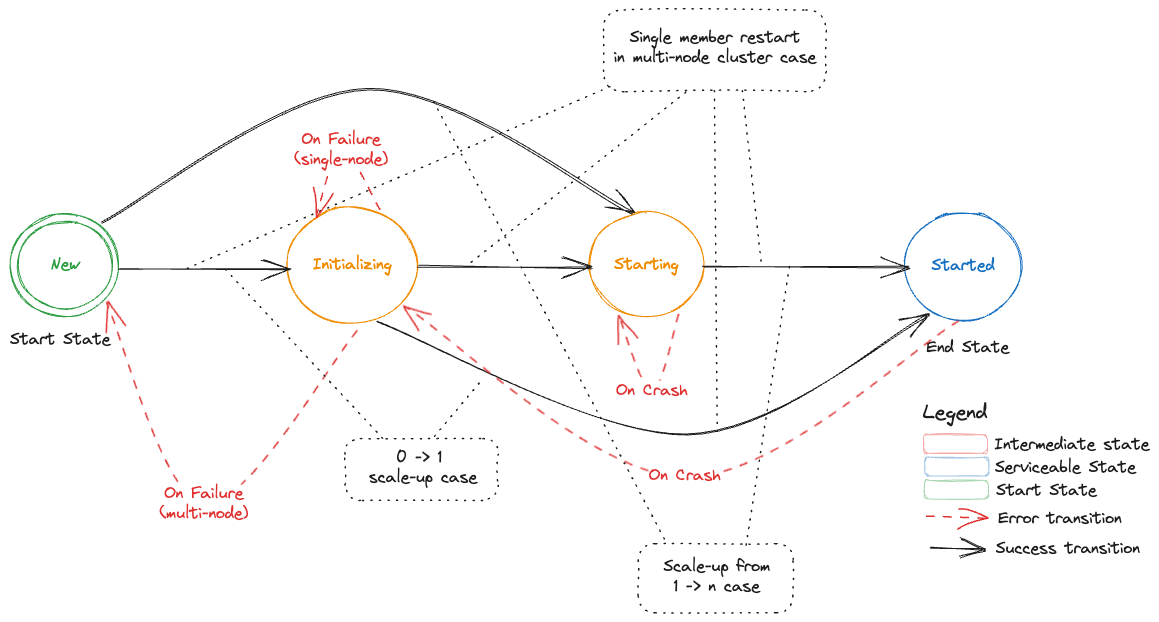 Single member restart
in multi-node cluster case
On Failure
(single-node)
New
Initializing
Starting
Started
Start State
End State
On Crash
Legend
Intermediate state
Serviceable State
Start State
Error transition
Success transition
0 -> 1
scale-up case
On Crash
On Failure
(multi-node)
Scale-up from
1 -> n case